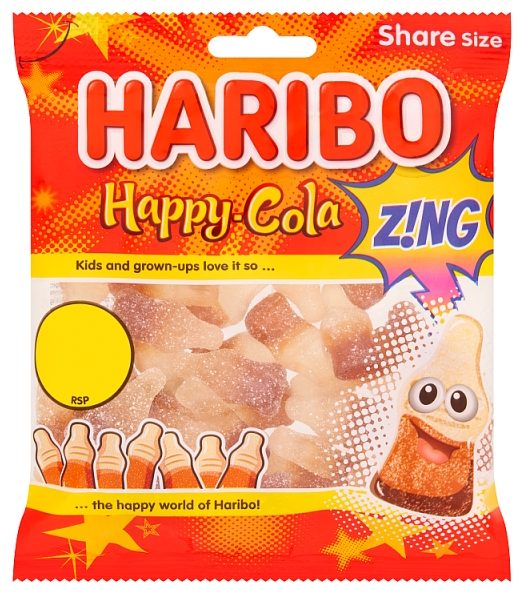 Share Size
HARIBO
Happy-Cola
Z!NG
Kids and grown-ups love it so ...
RSP
... the happy world of Haribo!